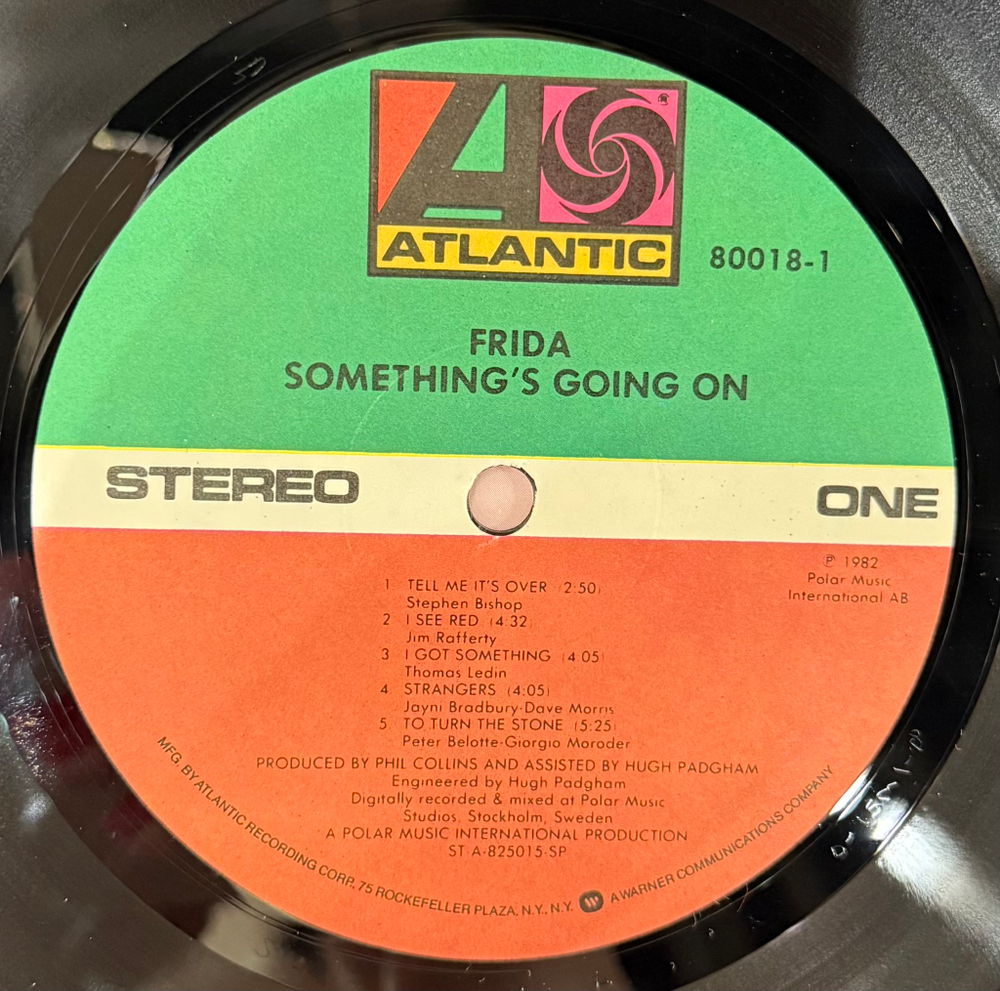 ATLANTIC
80018-1
FRIDA
SOMETHING'S GOING ON
STEREO
ONE
℗ 1982
Polar Music
International AB
1 TELL ME IT'S OVER (2:50)
Stephen Bishop
2 I SEE RED (4:32)
Jim Rafferty
3 I GOT SOMETHING (4:05)
Thomas Ledin
4. STRANGERS (4:05)
Jayni Bradbury-Dave Morris
5. TO TURN THE STONE (5:25)
Peter Belotte-Giorgio Moroder
PRODUCED BY PHIL COLLINS AND ASSISTED BY HUGH PADGHAM
Engineered by Hugh Padgham
Digitally recorded & mixed at Polar Music
Studios, Stockholm, Sweden
A POLAR MUSIC INTERNATIONAL PRODUCTION
ST-A-825015-SP
MFG. BY ATLANTIC RECORDING CORP., 75 ROCKEFELLER PLAZA, N.Y., N.Y. W A WARNER COMMUNICATIONS COMPANY